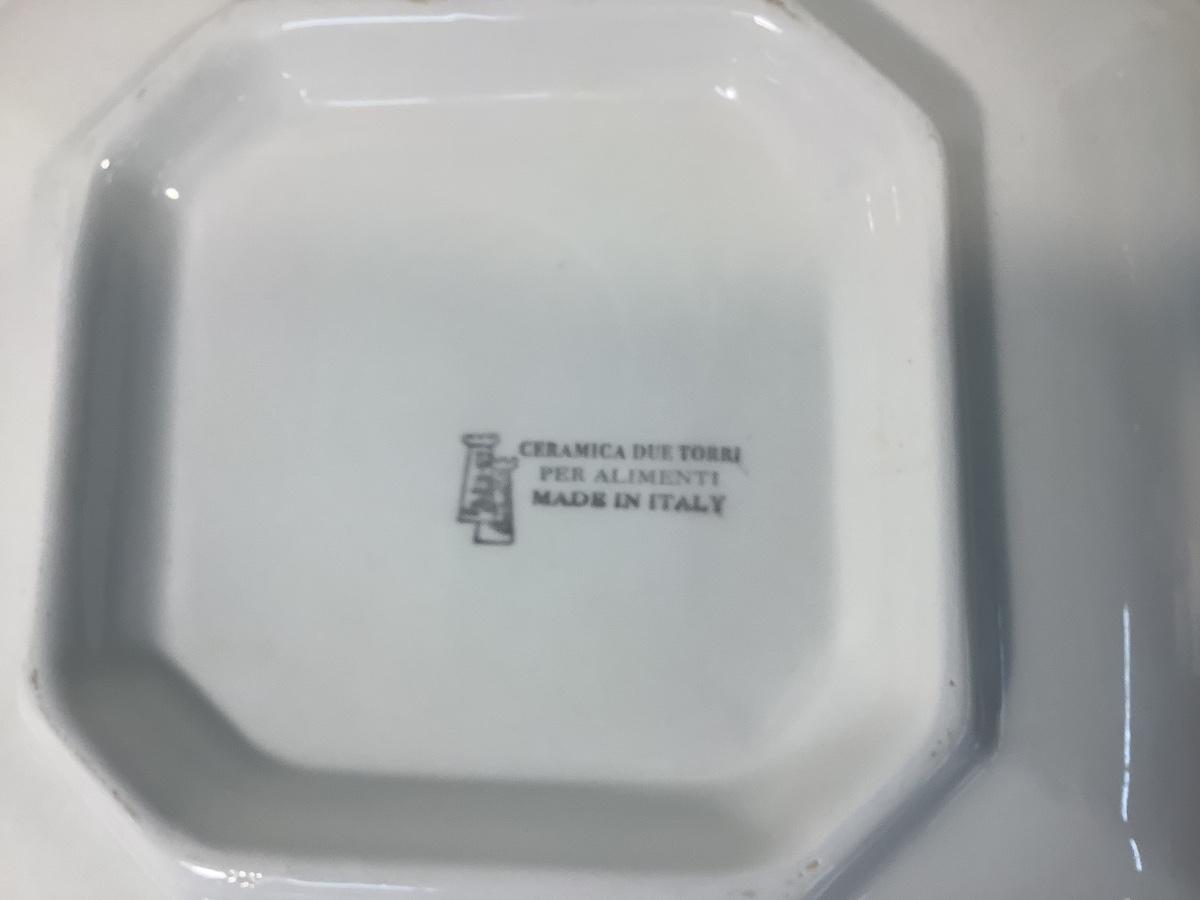 CERAMICA DUE TORRI
PER ALIMENTI
MADE IN ITALY